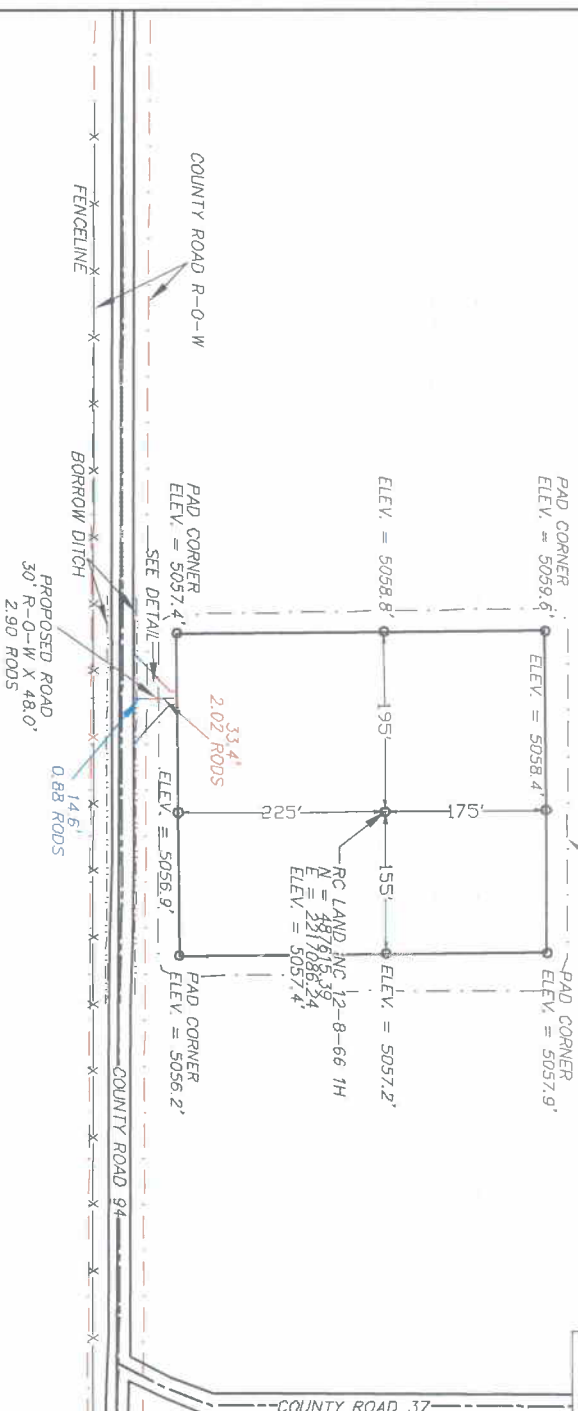 PAD CORNER
ELEV. = 5059.6'
ELEV. = 5058.4'
PAD CORNER
ELEV. = 5057.9'
175'
ELEV. = 5058.8'
195'
155'
ELEV. = 5057.2'
RC LAND INC 12-8-66 1H
ELEV. = 5057.4'
225'
PAD CORNER
ELEV. = 5057.4'
ELEV. = 5056.9'
PAD CORNER
ELEV. = 5056.2'
COUNTY ROAD R-O-W
SEE DETAIL
33.4'
2.02 RODS
FENCELINE
BORROW DITCH
PROPOSED ROAD
30' R-O-W X 48.0'
2.90 RODS
14.6'
0.88 RODS
COUNTY ROAD 94
COUNTY ROAD 37